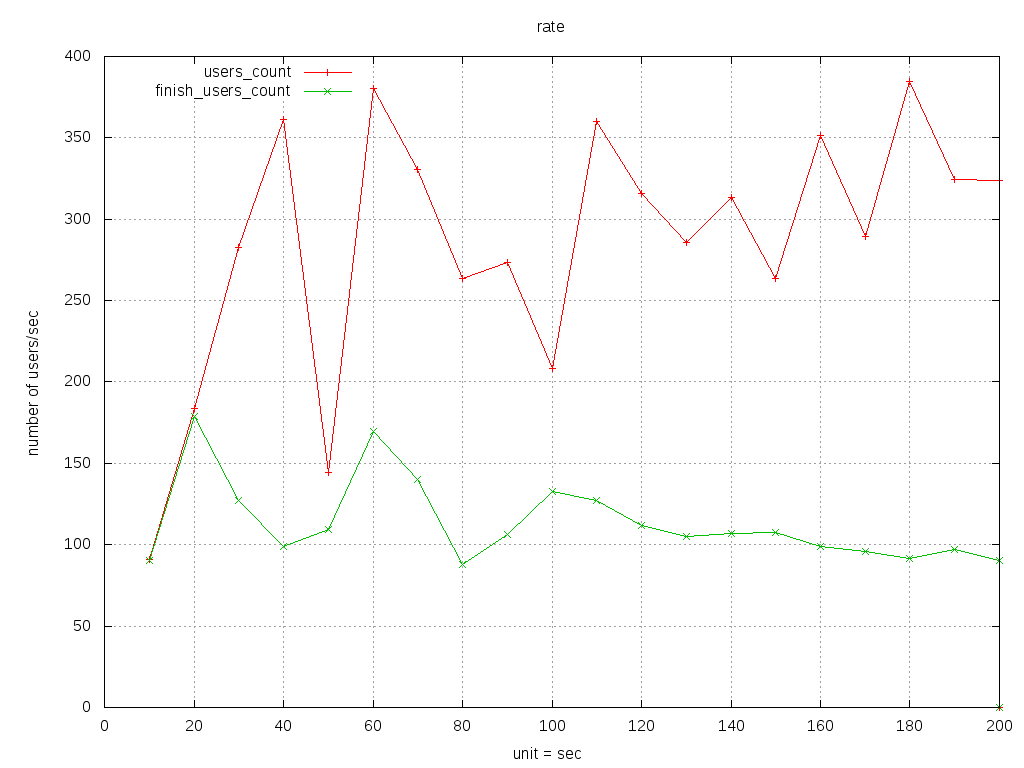 rate
400
350
300
250
200
150
100
50
0
users_count
finish_users_count
number of users/sec
0 20 40 60 80 100 120 140 160 180 200
unit = sec